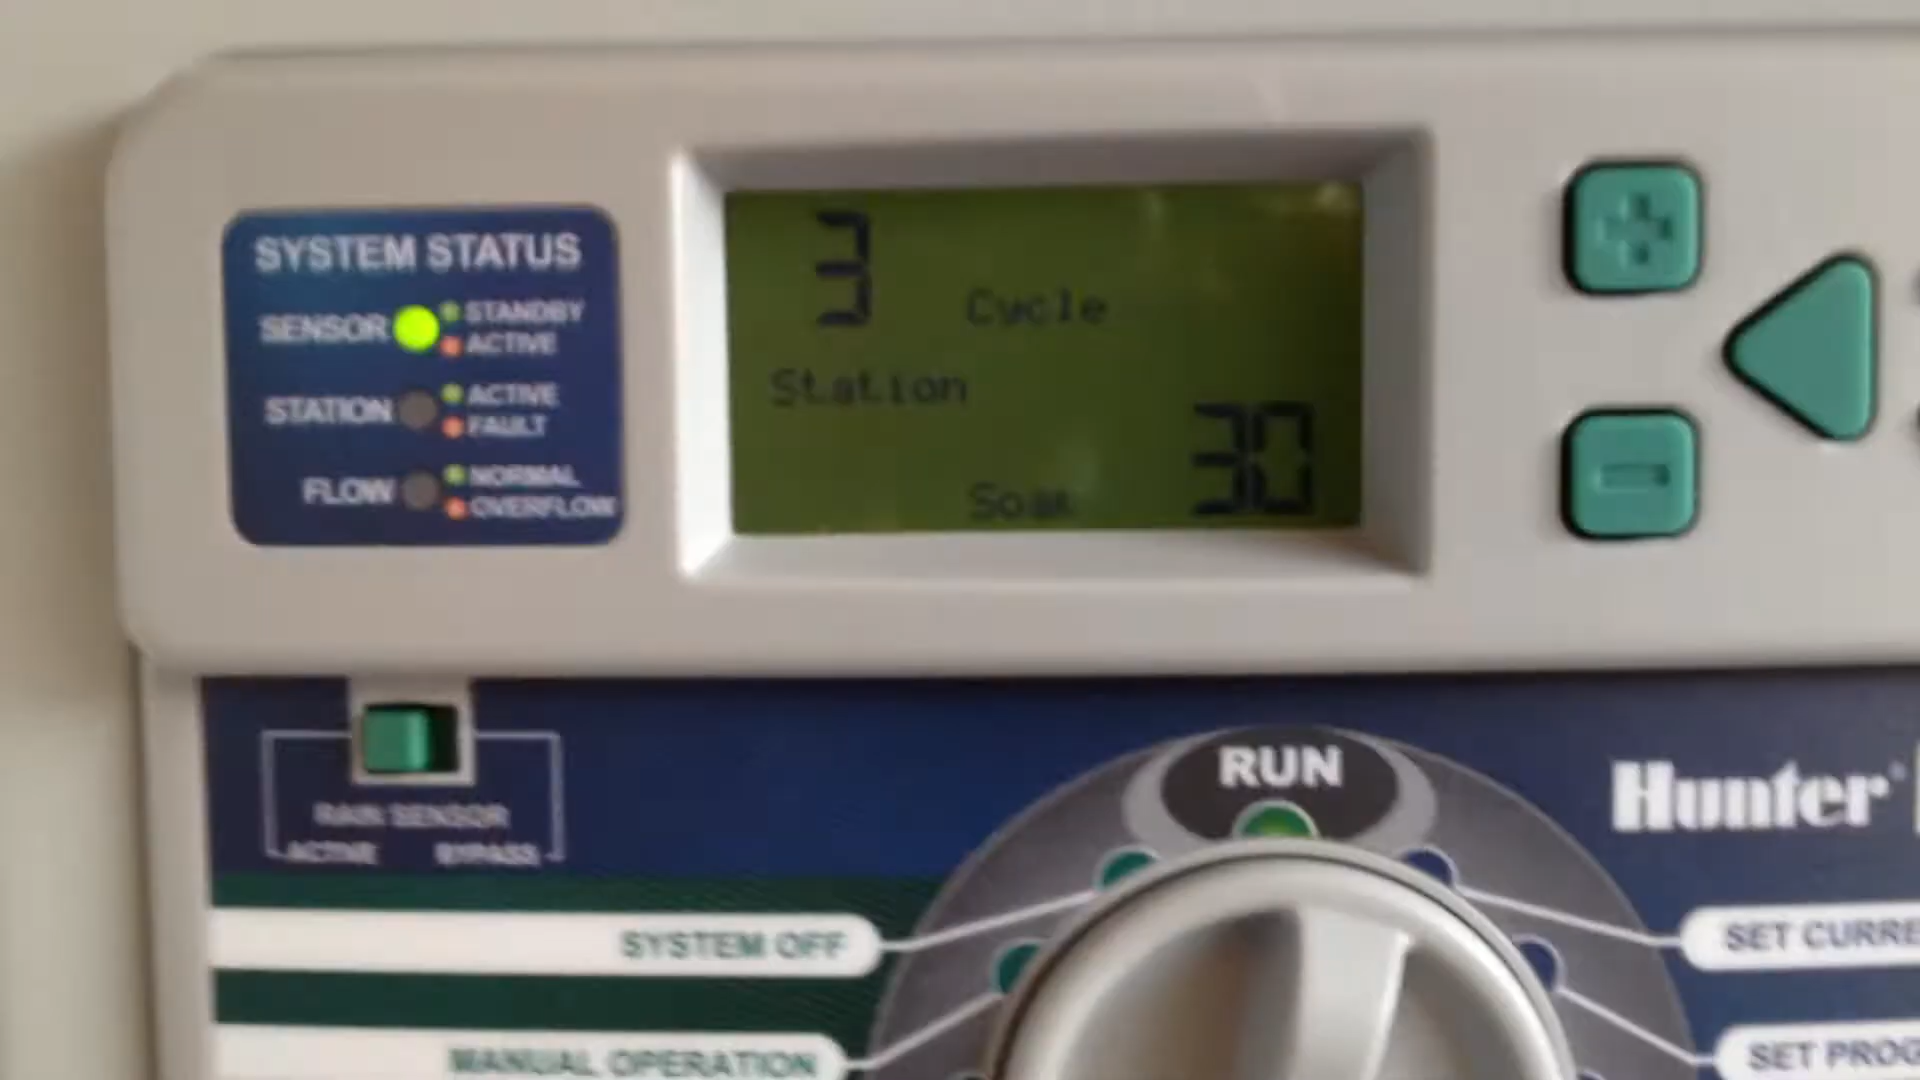 SYSTEM STATUS
SENSOR
STANDBY
ACTIVE
STATION
ACTIVE
FAULT
FLOW
NORMAL
OVERFLOW
3
Cycle
Station
Soak
30
RAIN SENSOR
ACTIVE
BYPASS
RUN
Hunter
SYSTEM OFF
SET CURRE
MANUAL OPERATION
SET PROG